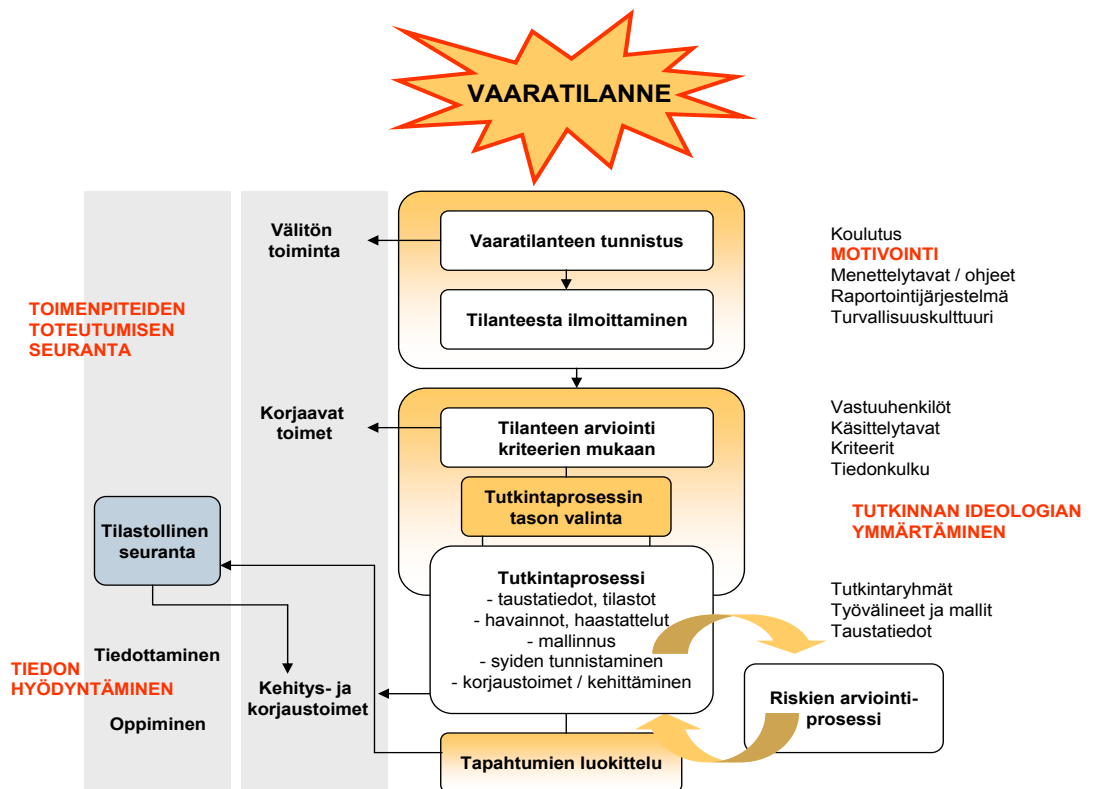 VAARATILANNE
Välitön
toiminta
Vaaratilanteen tunnistus
Tilanteesta ilmoittaminen
Koulutus
MOTIVOINTI
Menettelytavat / ohjeet
Raportointijärjestelmä
Turvallisuuskulttuuri
TOIMENPITEIDEN
TOTEUTUMISEN
SEURANTA
Korjaavat
toimet
Tilanteen arviointi
kriteerien mukaan
Vastuuhenkilöt
Käsittelytavat
Kriteerit
Tiedonkulku
Tutkintaprosessin
tason valinta
TUTKINNAN IDEOLOGIAN
YMMÄRTÄMINEN
Tilastollinen
seuranta
Tutkintaprosessi
- taustatiedot, tilastot
- havainnot, haastattelut
- mallinnus
- syiden tunnistaminen
- korjaustoimet / kehittäminen
Tutkintaryhmät
Työvälineet ja mallit
Taustatiedot
TIEDON
HYÖDYNTÄMINEN
Tiedottaminen
Oppiminen
Kehitys- ja
korjaustoimet
Riskien arviointi-
prosessi
Tapahtumien luokittelu